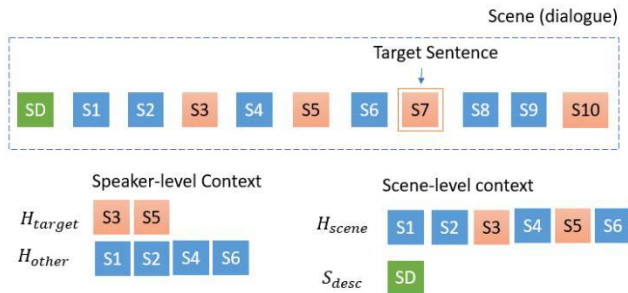 Scene (dialogue)
Target Sentence
SD S1 S2 S3 S4 S5 S6 S7 S8 S9 S10
Speaker-level Context
H_target S3 S5
H_other S1 S2 S4 S6
Scene-level context
H_scene S1 S2 S3 S4 S5 S6
S_desc SD